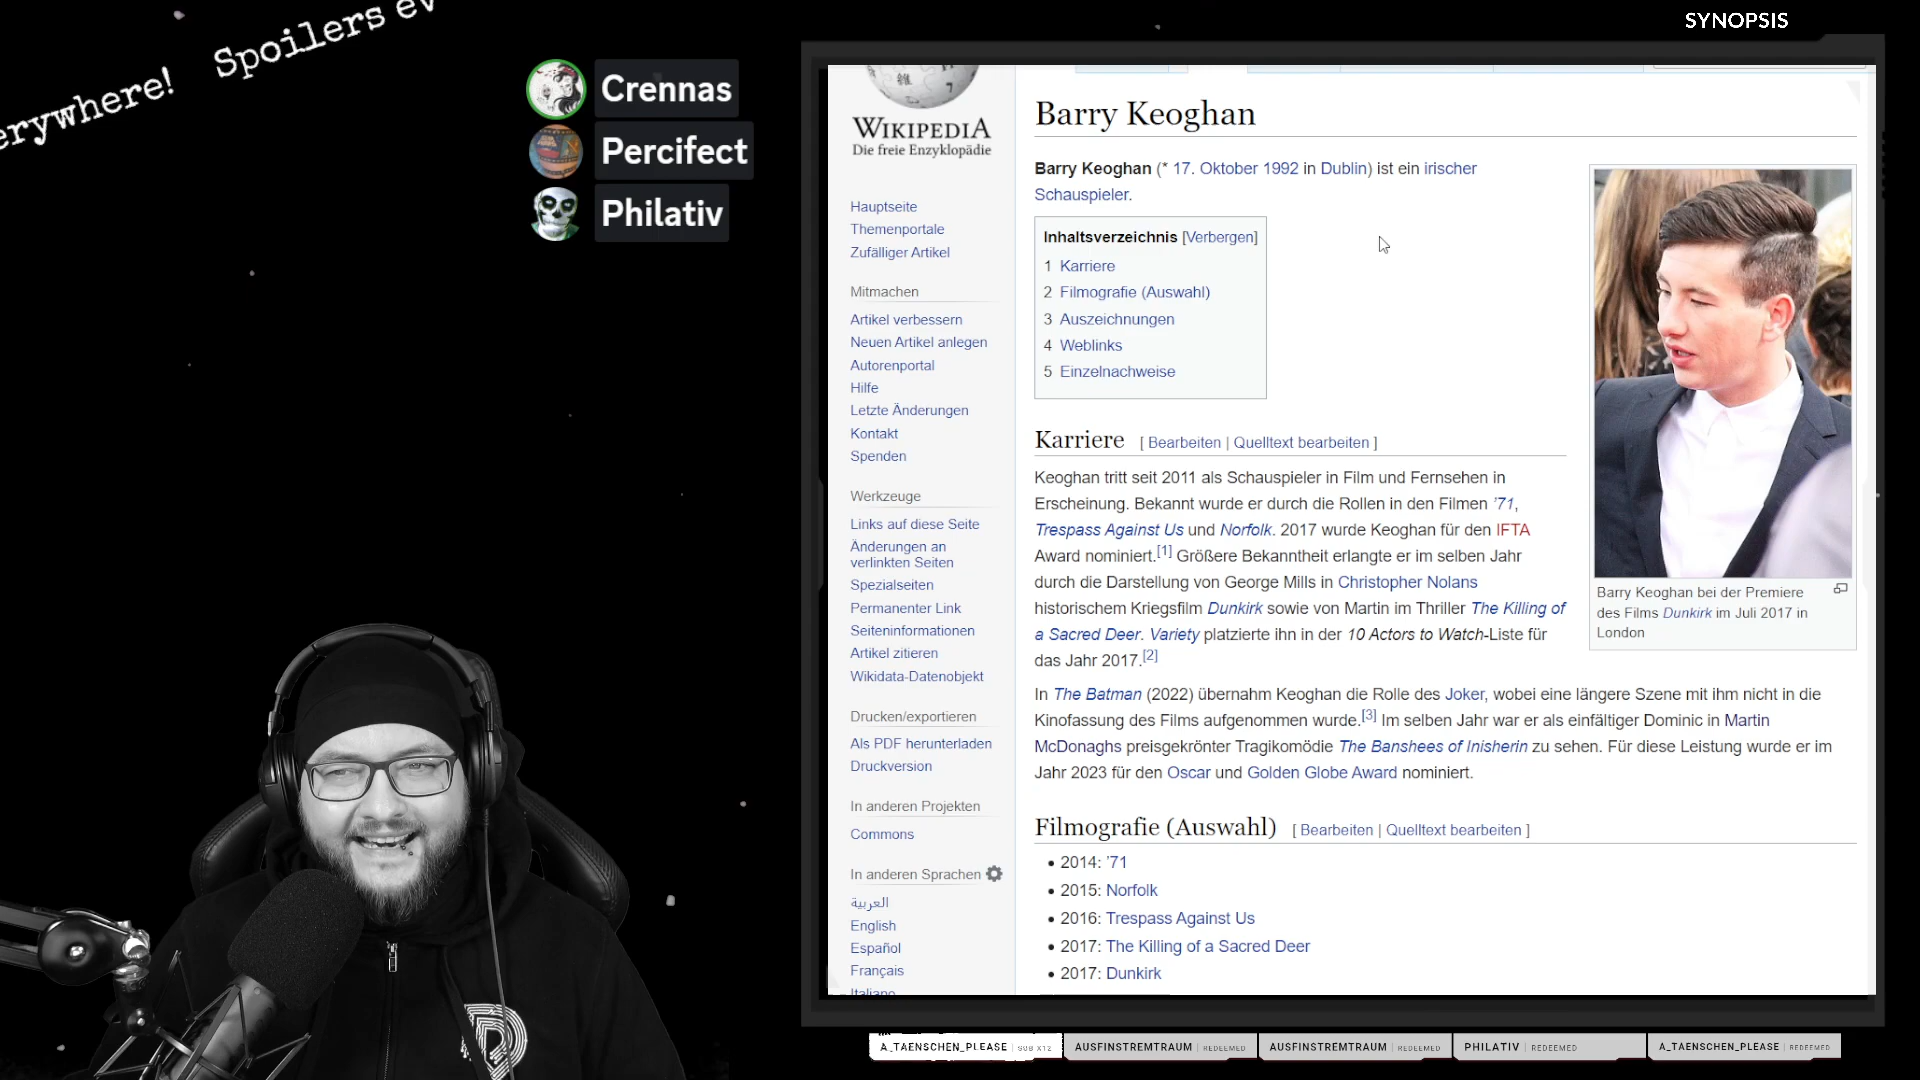 SYNOPSIS
erywhere! Spoilers ev
Crennas
Percifect
Philativ
WIKIPEDIA
Die freie Enzyklopädie
Hauptseite
Themenportale
Zufälliger Artikel
Mitmachen
Artikel verbessern
Neuen Artikel anlegen
Autorenportal
Hilfe
Letzte Änderungen
Kontakt
Spenden
Werkzeuge
Links auf diese Seite
Änderungen an
verlinkten Seiten
Spezialseiten
Permanenter Link
Seiteninformationen
Artikel zitieren
Wikidata-Datenobjekt
Drucken/exportieren
Als PDF herunterladen
Druckversion
In anderen Projekten
Commons
In anderen Sprachen
العربية
English
Español
Français
Italiano
Barry Keoghan
Barry Keoghan (* 17. Oktober 1992 in Dublin) ist ein irischer
Schauspieler.
Inhaltsverzeichnis [Verbergen]
1 Karriere
2 Filmografie (Auswahl)
3 Auszeichnungen
4 Weblinks
5 Einzelnachweise
Karriere [ Bearbeiten | Quelltext bearbeiten ]
Keoghan tritt seit 2011 als Schauspieler in Film und Fernsehen in
Erscheinung. Bekannt wurde er durch die Rollen in den Filmen ’71,
Trespass Against Us und Norfolk. 2017 wurde Keoghan für den IFTA
Award nominiert.[1] Größere Bekanntheit erlangte er im selben Jahr
durch die Darstellung von George Mills in Christopher Nolans
historischem Kriegsfilm Dunkirk sowie von Martin im Thriller The Killing of
a Sacred Deer. Variety platzierte ihn in der 10 Actors to Watch-Liste für
das Jahr 2017.[2]
Barry Keoghan bei der Premiere
des Films Dunkirk im Juli 2017 in
London
In The Batman (2022) übernahm Keoghan die Rolle des Joker, wobei eine längere Szene mit ihm nicht in die
Kinofassung des Films aufgenommen wurde.[3] Im selben Jahr war er als einfältiger Dominic in Martin
McDonaghs preisgekrönter Tragikomödie The Banshees of Inisherin zu sehen. Für diese Leistung wurde er im
Jahr 2023 für den Oscar und Golden Globe Award nominiert.
Filmografie (Auswahl) [ Bearbeiten | Quelltext bearbeiten ]
• 2014: ’71
• 2015: Norfolk
• 2016: Trespass Against Us
• 2017: The Killing of a Sacred Deer
• 2017: Dunkirk
A_TAENSCHEN_PLEASE | SUB X12
AUSFINSTREMTRAUM | REDEEMED
AUSFINSTREMTRAUM | REDEEMED
PHILATIV | REDEEMED
A_TAENSCHEN_PLEASE | REDEEMED